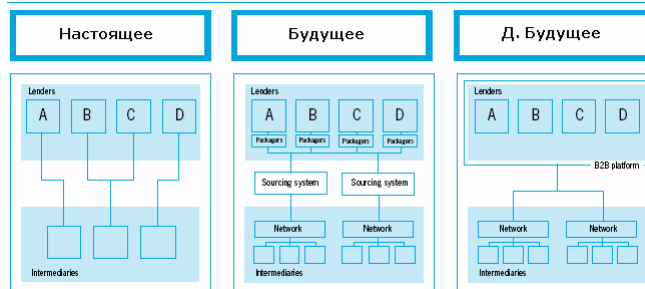 Настоящее
Lenders
A B C D
Intermediaries
Будущее
Lenders
A B C D
Packagers Packagers Packagers Packagers
Sourcing system Sourcing system
Network Network
Intermediaries
Д. Будущее
Lenders
A B C D
B2B platform
Network Network
Intermediaries